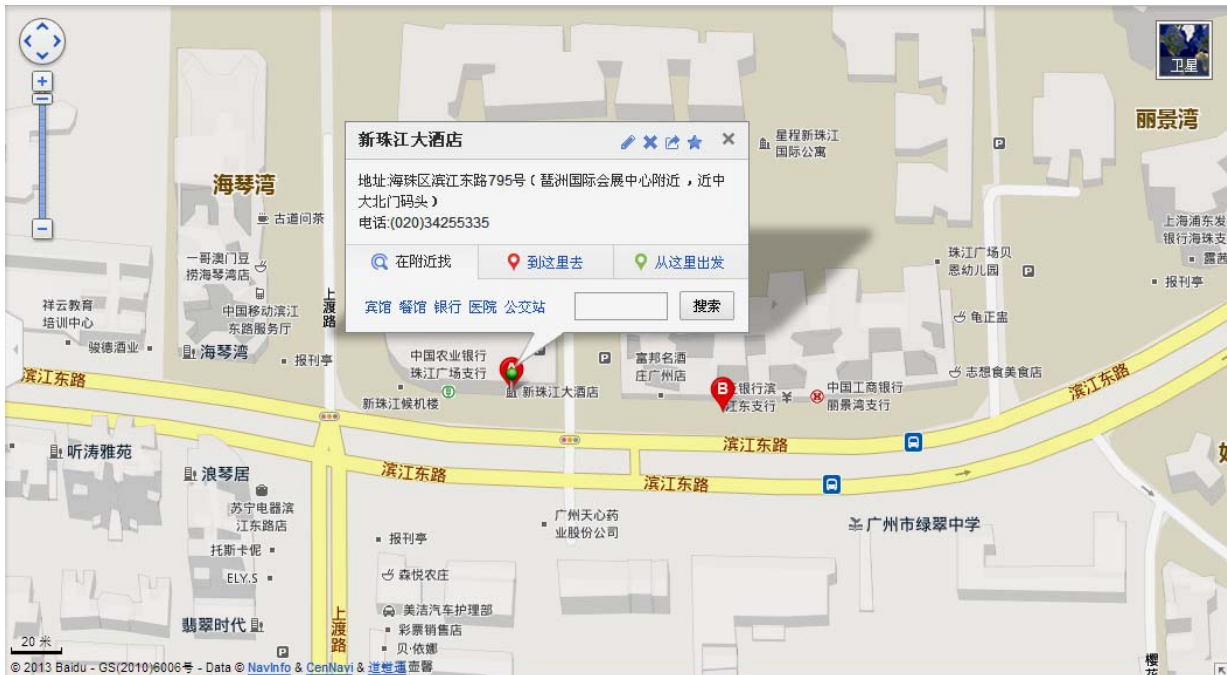 卫星
丽景湾
新珠江大酒店
星程新珠江
国际公寓
地址:海珠区滨江东路795号(琶洲国际会展中心附近,近中
大北门码头)
电话:(020)34255335
海琴湾
古道问茶
上海浦东发
银行海珠支
露茜
报刊亭
在附近找
到这里去
从这里出发
珠江广场贝
恩幼儿园
一哥澳门豆
捞海琴湾店
宾馆 餐馆 银行 医院 公交站
搜索
祥云教育
培训中心
中国移动滨江
东路服务厅
上渡路
龟正盅
骏德酒业
海琴湾
报刊亭
中国农业银行
珠江广场支行
富邦名酒
庄广州店
志想食美食店
滨江东路
A
新珠江大酒店
B
银行滨
江东支行
中国工商银行
丽景湾支行
滨江东路
新珠江候机楼
滨江东路
听涛雅苑
浪琴居
滨江东路
滨江东路
苏宁电器滨
江东路店
广州天心药
业股份公司
广州市绿翠中学
托斯卡伲
报刊亭
ELY.S
森悦农庄
翡翠时代
上渡路
美洁汽车护理部
彩票销售店
贝·依娜
20 米
樱花
© 2013 Baidu - GS(2010)6006号 - Data © NavInfo & CenNavi & 道道通
壶馨